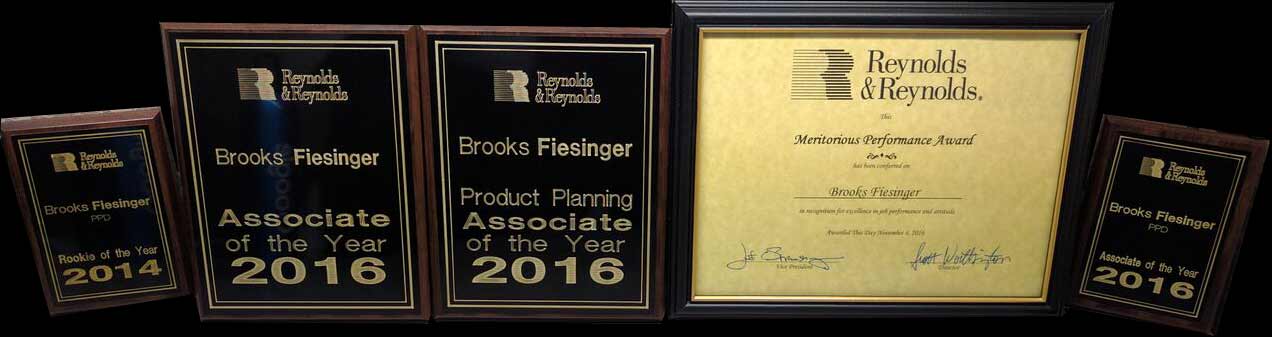 Reynolds
&Reynolds
Brooks Fiesinger
PPD
Rookie of the Year
2014
Reynolds
&Reynolds
Brooks Fiesinger
Associate
of the Year
2016
Reynolds
&Reynolds
Brooks Fiesinger
Product Planning
Associate
of the Year
2016
Reynolds
&Reynolds®
This
Meritorious Performance Award
has been conferred on
Brooks Fiesinger
in recognition for excellence in job performance and attitude
Awarded This Day November 4, 2016
Vice President
Scott Worthington
Director
Reynolds
&Reynolds
Brooks Fiesinger
PPD
Associate of the Year
2016